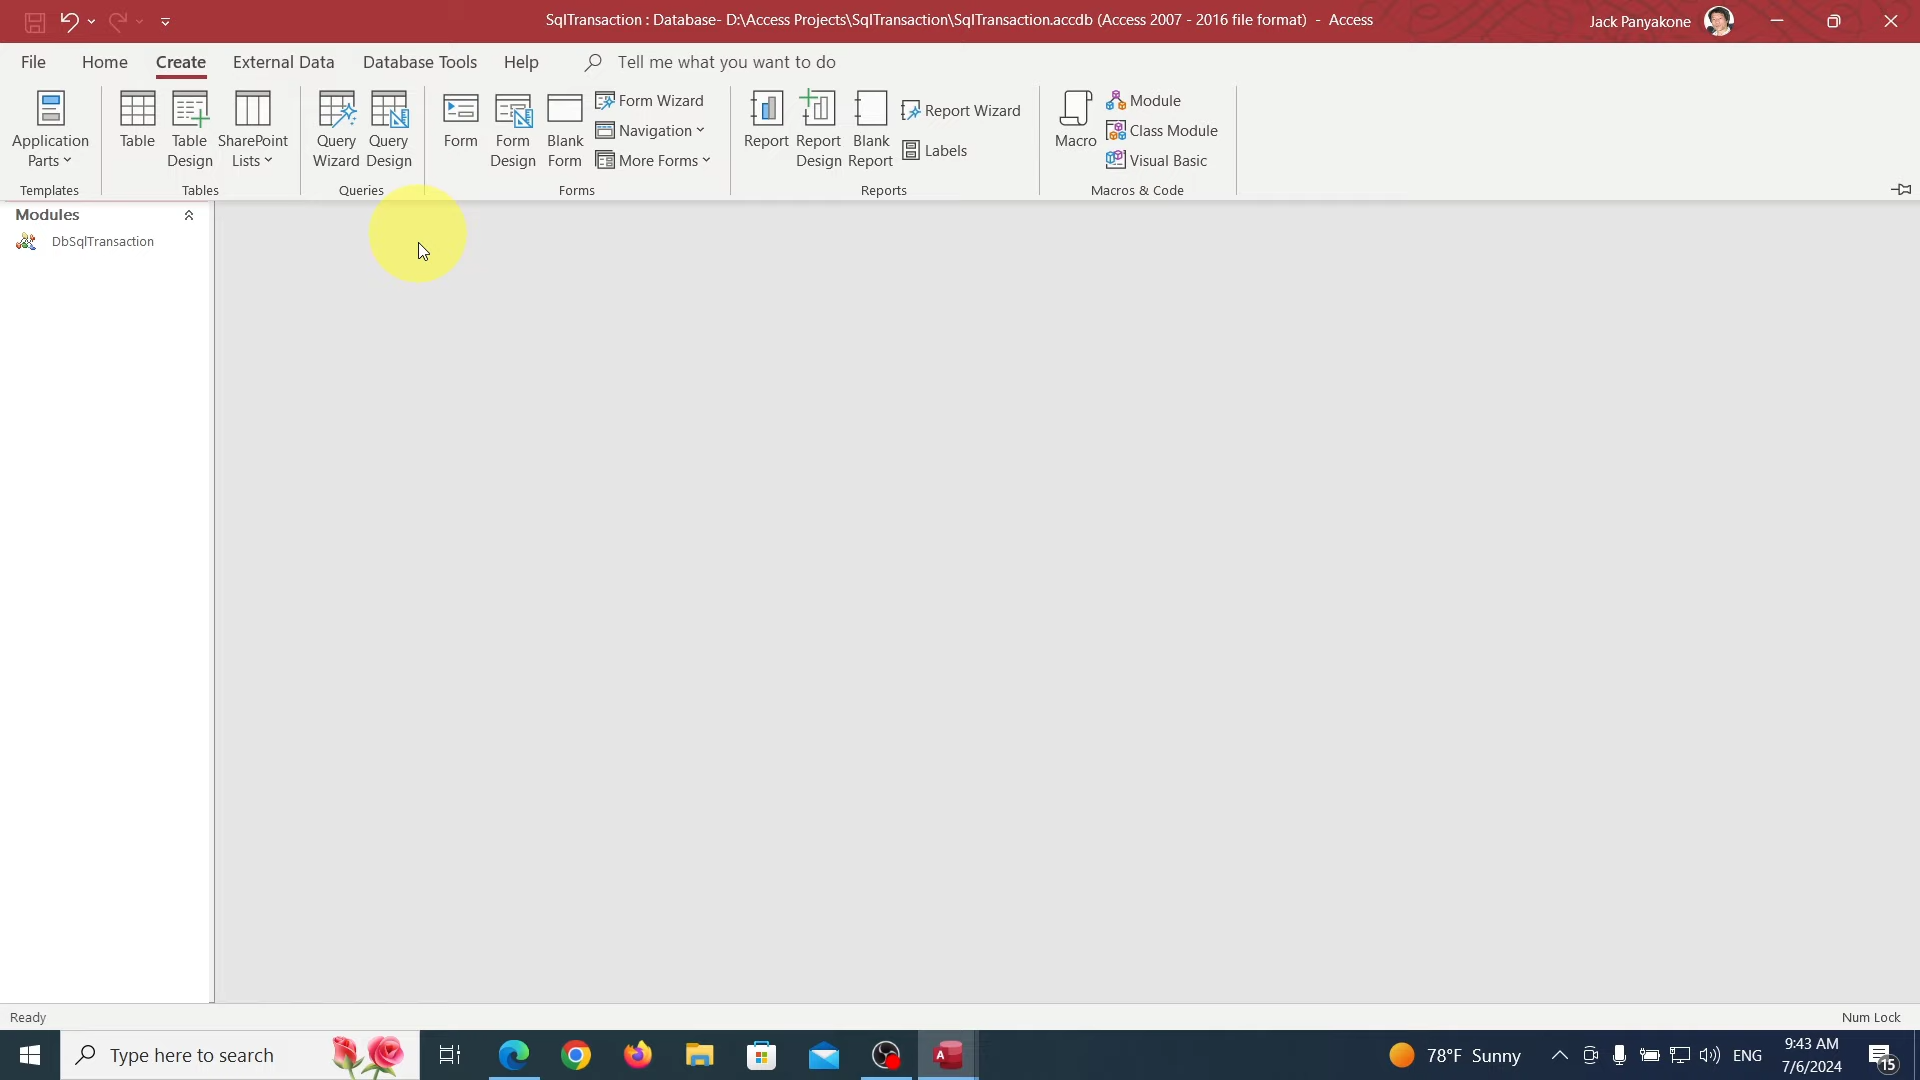 SqlTransaction : Database- D:\Access Projects\SqlTransaction\SqlTransaction.accdb (Access 2007 - 2016 file format) - Access
Jack Panyakone
File Home Create External Data Database Tools Help Tell me what you want to do
Application
Parts
Templates
Table
Table
Design
SharePoint
Lists
Tables
Query
Wizard
Query
Design
Queries
Form
Form
Design
Blank
Form
Form Wizard
Navigation
More Forms
Forms
Report
Report
Design
Blank
Report
Report Wizard
Labels
Reports
Macro
Module
Class Module
Visual Basic
Macros & Code
Modules
DbSqlTransaction
Ready
Num Lock
Type here to search
78°F Sunny
ENG
9:43 AM
7/6/2024
15